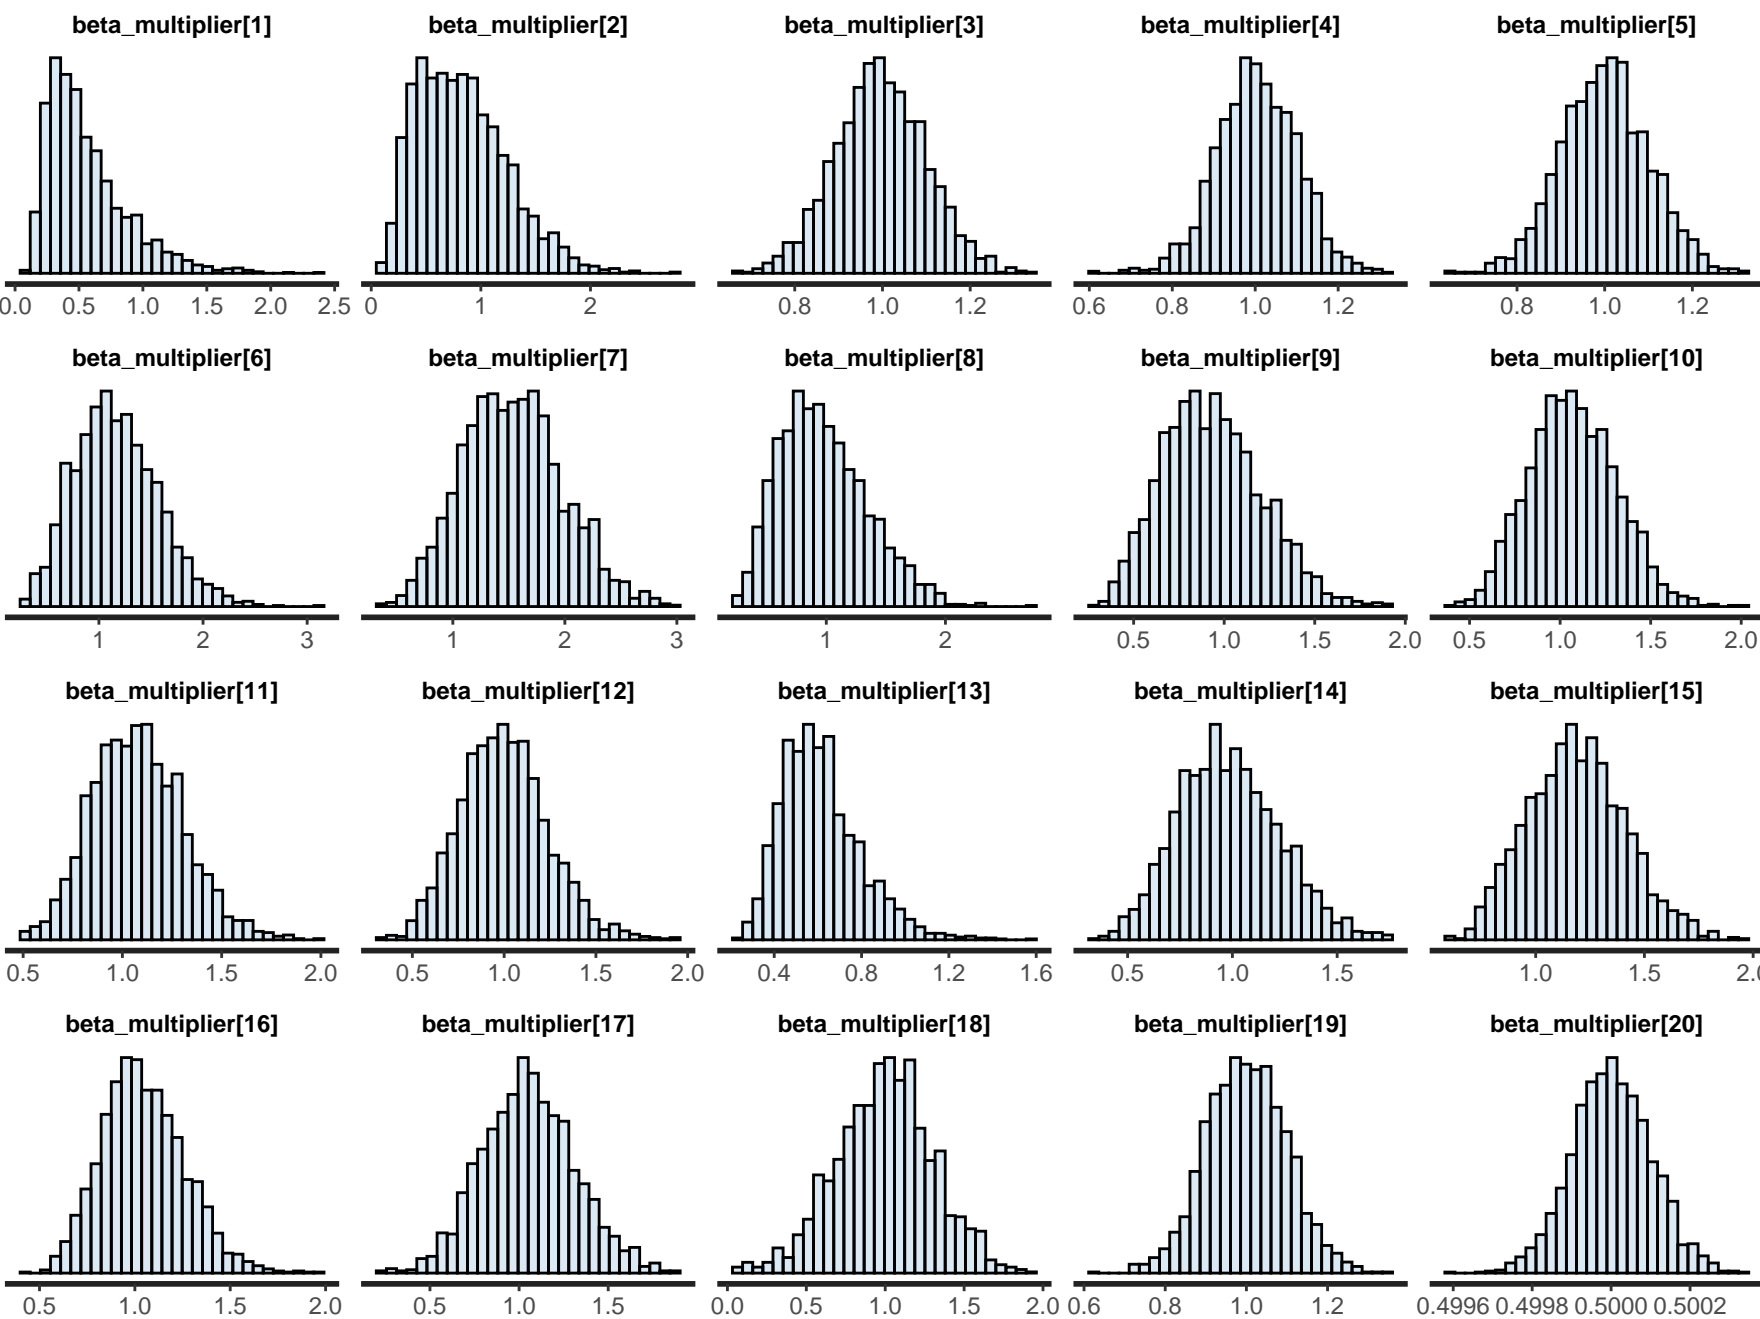 beta_multiplier[1] beta_multiplier[2] beta_multiplier[3] beta_multiplier[4] beta_multiplier[5]
0.0 0.5 1.0 1.5 2.0 2.5 0 1 2 0.8 1.0 1.2 0.6 0.8 1.0 1.2 0.8 1.0 1.2
beta_multiplier[6] beta_multiplier[7] beta_multiplier[8] beta_multiplier[9] beta_multiplier[10]
1 2 3 1 2 3 1 2 0.5 1.0 1.5 2.0 0.5 1.0 1.5 2.0
beta_multiplier[11] beta_multiplier[12] beta_multiplier[13] beta_multiplier[14] beta_multiplier[15]
0.5 1.0 1.5 2.0 0.5 1.0 1.5 2.0 0.4 0.8 1.2 1.6 0.5 1.0 1.5 1.0 1.5 2.0
beta_multiplier[16] beta_multiplier[17] beta_multiplier[18] beta_multiplier[19] beta_multiplier[20]
0.5 1.0 1.5 2.0 0.5 1.0 1.5 0.0 0.5 1.0 1.5 2.0 0.6 0.8 1.0 1.2 0.4996 0.4998 0.5000 0.5002